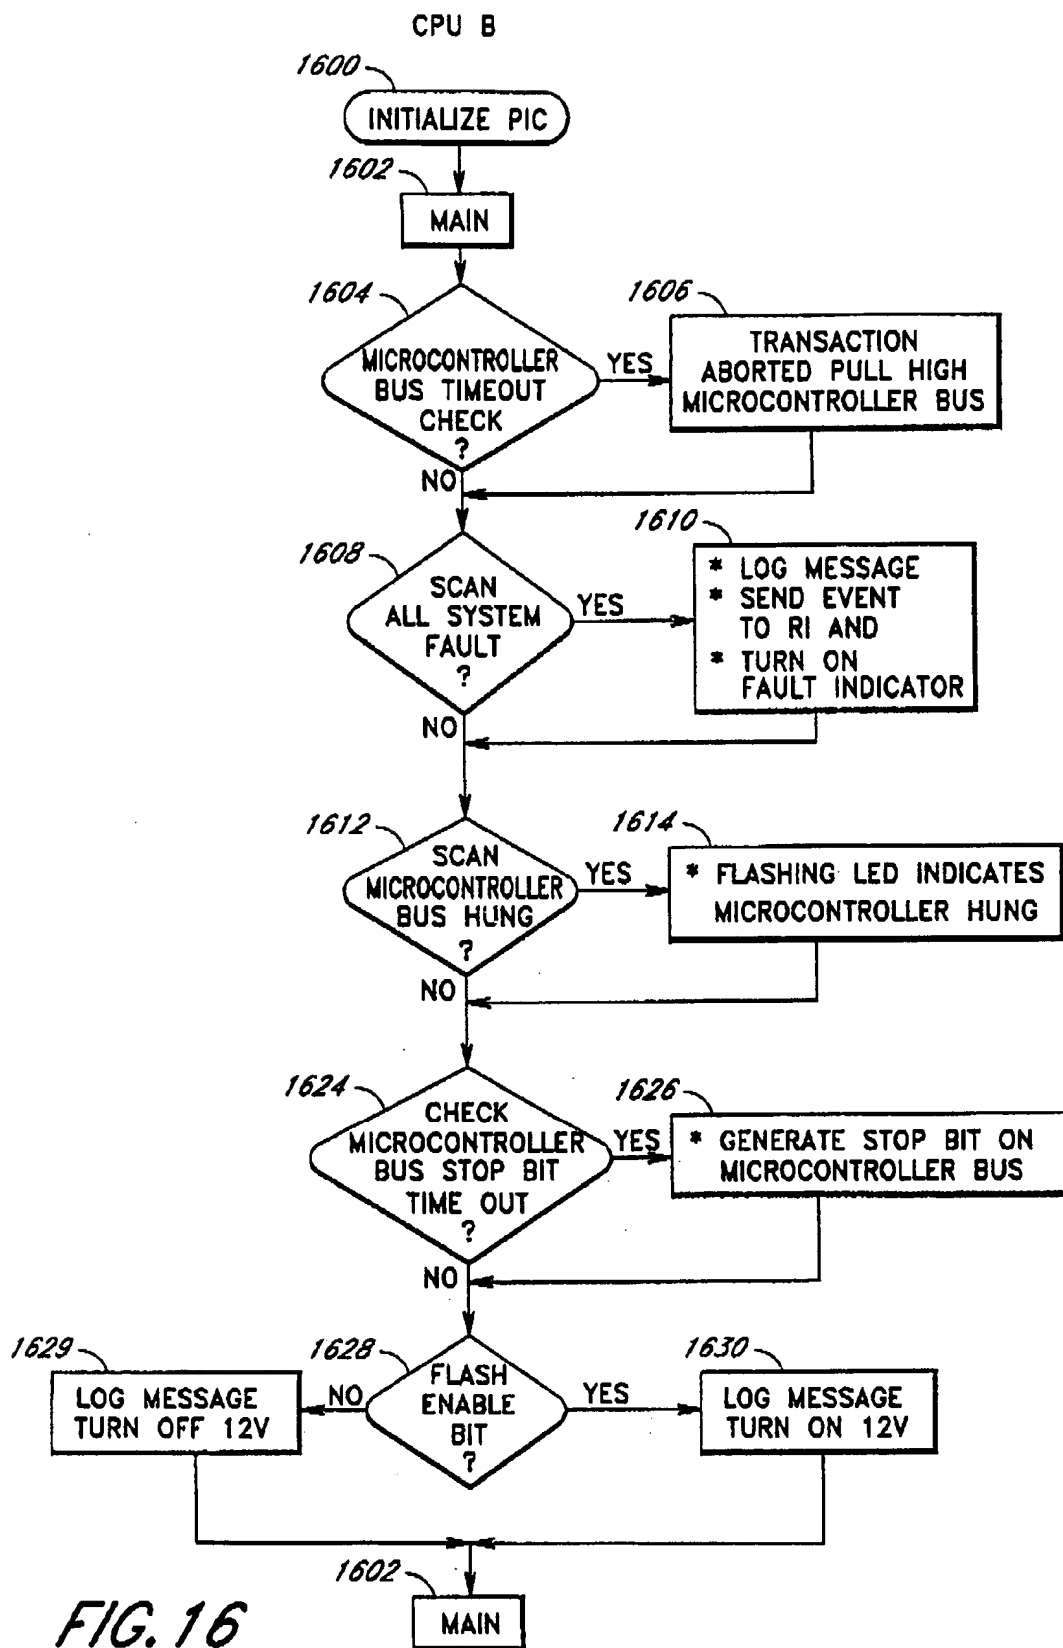 CPU B
1600
INITIALIZE PIC
1602
MAIN
1604
MICROCONTROLLER
BUS TIMEOUT
CHECK
?
YES
NO
1606
TRANSACTION
ABORTED PULL HIGH
MICROCONTROLLER BUS
1608
SCAN
ALL SYSTEM
FAULT
?
YES
NO
1610
* LOG MESSAGE
* SEND EVENT
TO RI AND
* TURN ON
FAULT INDICATOR
1612
SCAN
MICROCONTROLLER
BUS HUNG
?
YES
NO
1614
* FLASHING LED INDICATES
MICROCONTROLLER HUNG
1624
CHECK
MICROCONTROLLER
BUS STOP BIT
TIME OUT
?
YES
NO
1626
* GENERATE STOP BIT ON
MICROCONTROLLER BUS
1628
FLASH
ENABLE
BIT
?
NO
YES
1629
LOG MESSAGE
TURN OFF 12V
1630
LOG MESSAGE
TURN ON 12V
1602
MAIN
FIG. 16